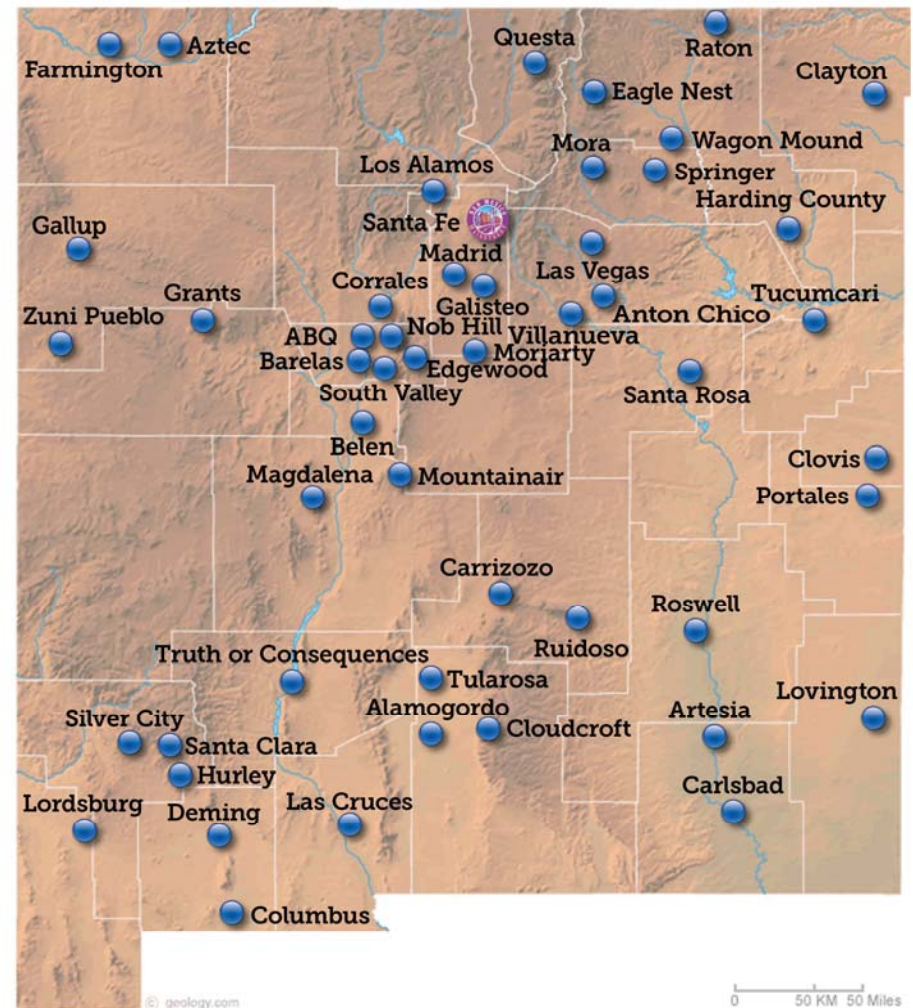 Questa
Raton
Farmington
Aztec
Clayton
Eagle Nest
Wagon Mound
Mora
Springer
Los Alamos
Harding County
Santa Fe
Gallup
Madrid
Las Vegas
Corrales
Galisteo
Grants
Tucumcari
Zuni Pueblo
Anton Chico
ABQ
Nob Hill
Villanueva
Moriarty
Barelas
Edgewood
South Valley
Santa Rosa
Belen
Clovis
Magdalena
Mountainair
Portales
Carrizozo
Roswell
Ruidoso
Truth or Consequences
Tularosa
Lovington
Alamogordo
Artesia
Silver City
Cloudcroft
Santa Clara
Hurley
Carlsbad
Lordsburg
Deming
Las Cruces
Columbus
© geology.com
0 50 KM 50 Miles